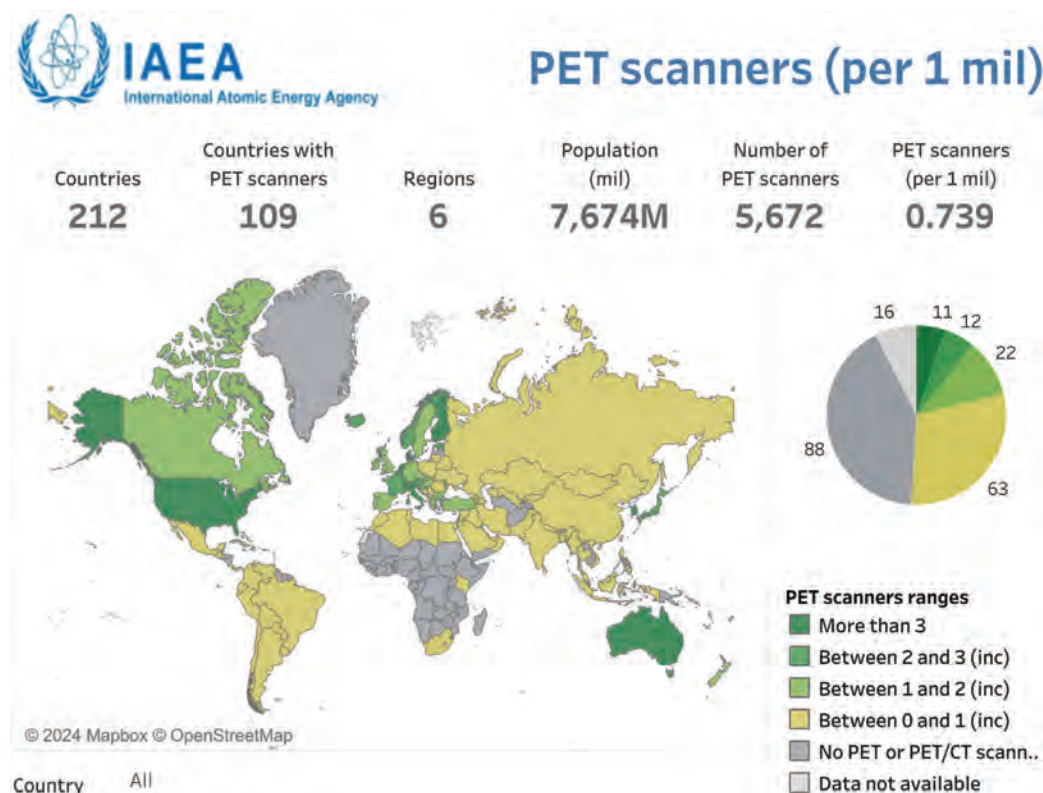 IAEA
International Atomic Energy Agency
PET scanners (per 1 mil)
Countries
212
Countries with
PET scanners
109
Regions
6
Population
(mil)
7,674M
Number of
PET scanners
5,672
PET scanners
(per 1 mil)
0.739
16
11
12
22
88
63
PET scanners ranges
More than 3
Between 2 and 3 (inc)
Between 1 and 2 (inc)
Between 0 and 1 (inc)
No PET or PET/CT scann..
Data not available
© 2024 Mapbox © OpenStreetMap
Country All